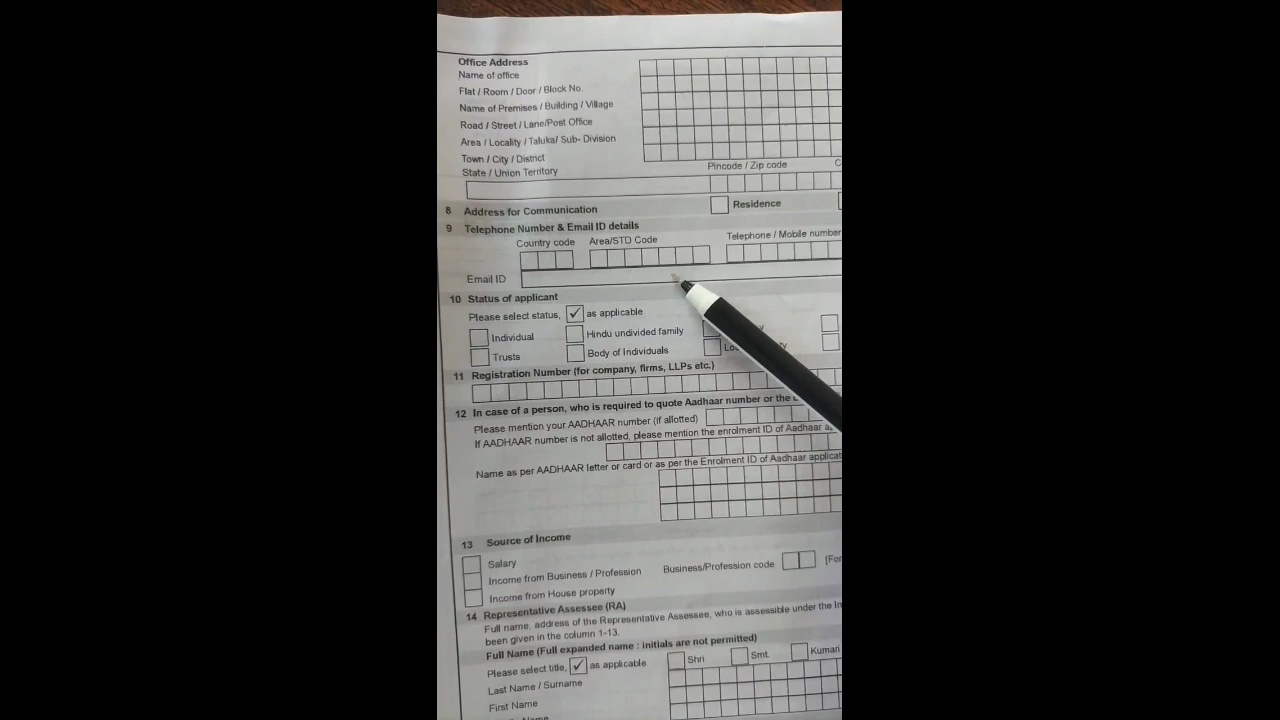 Office Address
Name of office
Flat / Room / Door / Block No.
Name of Premises / Building / Village
Road / Street / Lane/Post Office
Area / Locality / Taluka/ Sub- Division
Town / City / District
State / Union Territory
Pincode / Zip code
8 Address for Communication Residence
9 Telephone Number & Email ID details
Country code Area/STD Code Telephone / Mobile number
Email ID
10 Status of applicant
Please select status, ✓ as applicable
Individual Hindu undivided family
Trusts Body of Individuals
11 Registration Number (for company, firms, LLPs etc.)
12 In case of a person, who is required to quote Aadhaar number or the
Please mention your AADHAAR number (if allotted)
If AADHAAR number is not allotted, please mention the enrolment ID of Aadhaar
Name as per AADHAAR letter or card or as per the Enrolment ID of Aadhaar
13 Source of Income
Salary
Income from Business / Profession Business/Profession code
Income from House property
14 Representative Assessee (RA)
Full name, address of the Representative Assessee, who is assessible under the
been given in the column 1-13.
Full Name (Full expanded name : initials are not permitted)
Please select title, ✓ as applicable Shri Smt. Kumari
Last Name / Surname
First Name
Name